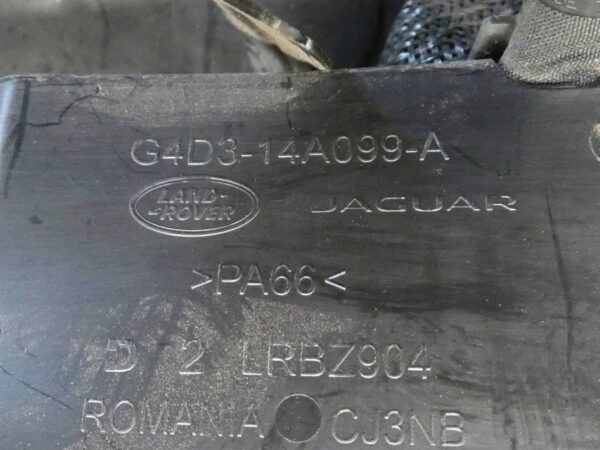 G4D3-14A099-A
LAND-
-ROVER JAGUAR
>PA66<
D 2 LRBZ904
ROMANIA CJ3NB